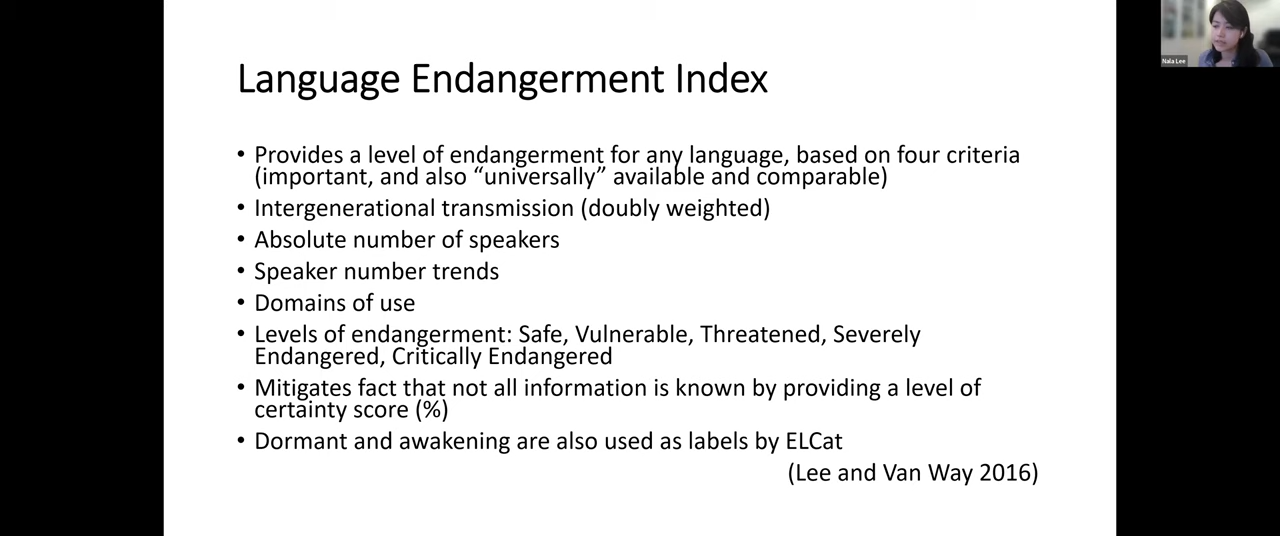 Language Endangerment Index
• Provides a level of endangerment for any language, based on four criteria
(important, and also “universally” available and comparable)
• Intergenerational transmission (doubly weighted)
• Absolute number of speakers
• Speaker number trends
• Domains of use
• Levels of endangerment: Safe, Vulnerable, Threatened, Severely
Endangered, Critically Endangered
• Mitigates fact that not all information is known by providing a level of
certainty score (%)
• Dormant and awakening are also used as labels by ELCat
(Lee and Van Way 2016)
Nala Lee